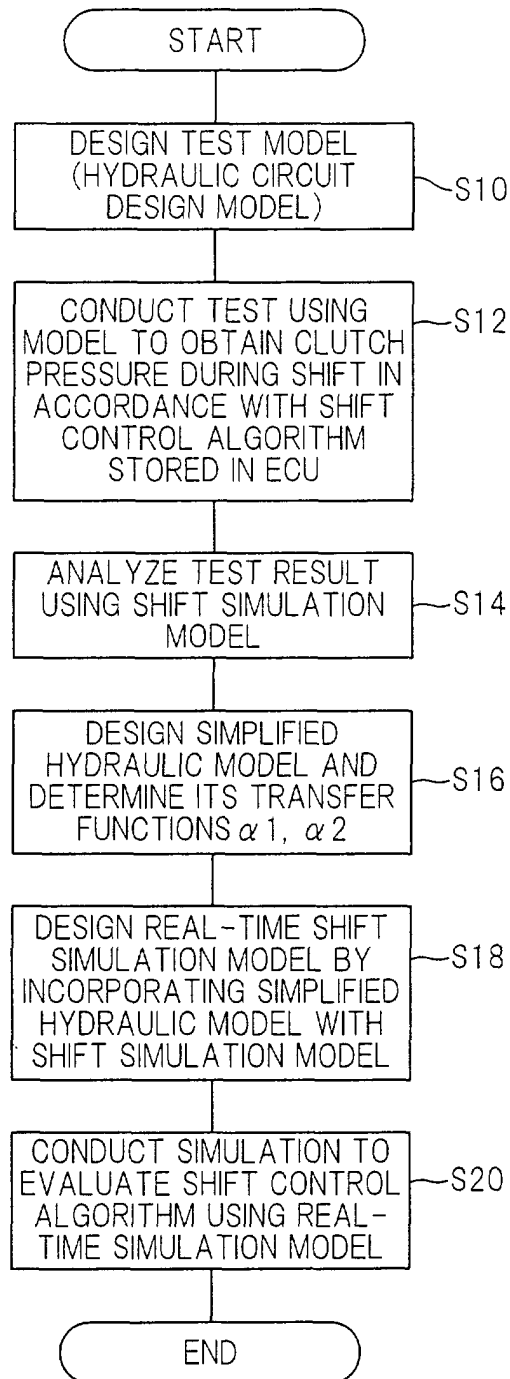 START
DESIGN TEST MODEL
(HYDRAULIC CIRCUIT
DESIGN MODEL)
S10
CONDUCT TEST USING
MODEL TO OBTAIN CLUTCH
PRESSURE DURING SHIFT IN
ACCORDANCE WITH SHIFT
CONTROL ALGORITHM
STORED IN ECU
S12
ANALYZE TEST RESULT
USING SHIFT SIMULATION
MODEL
S14
DESIGN SIMPLIFIED
HYDRAULIC MODEL AND
DETERMINE ITS TRANSFER
FUNCTIONS α1, α2
S16
DESIGN REAL-TIME SHIFT
SIMULATION MODEL BY
INCORPORATING SIMPLIFIED
HYDRAULIC MODEL WITH
SHIFT SIMULATION MODEL
S18
CONDUCT SIMULATION TO
EVALUATE SHIFT CONTROL
ALGORITHM USING REAL-
TIME SIMULATION MODEL
S20
END